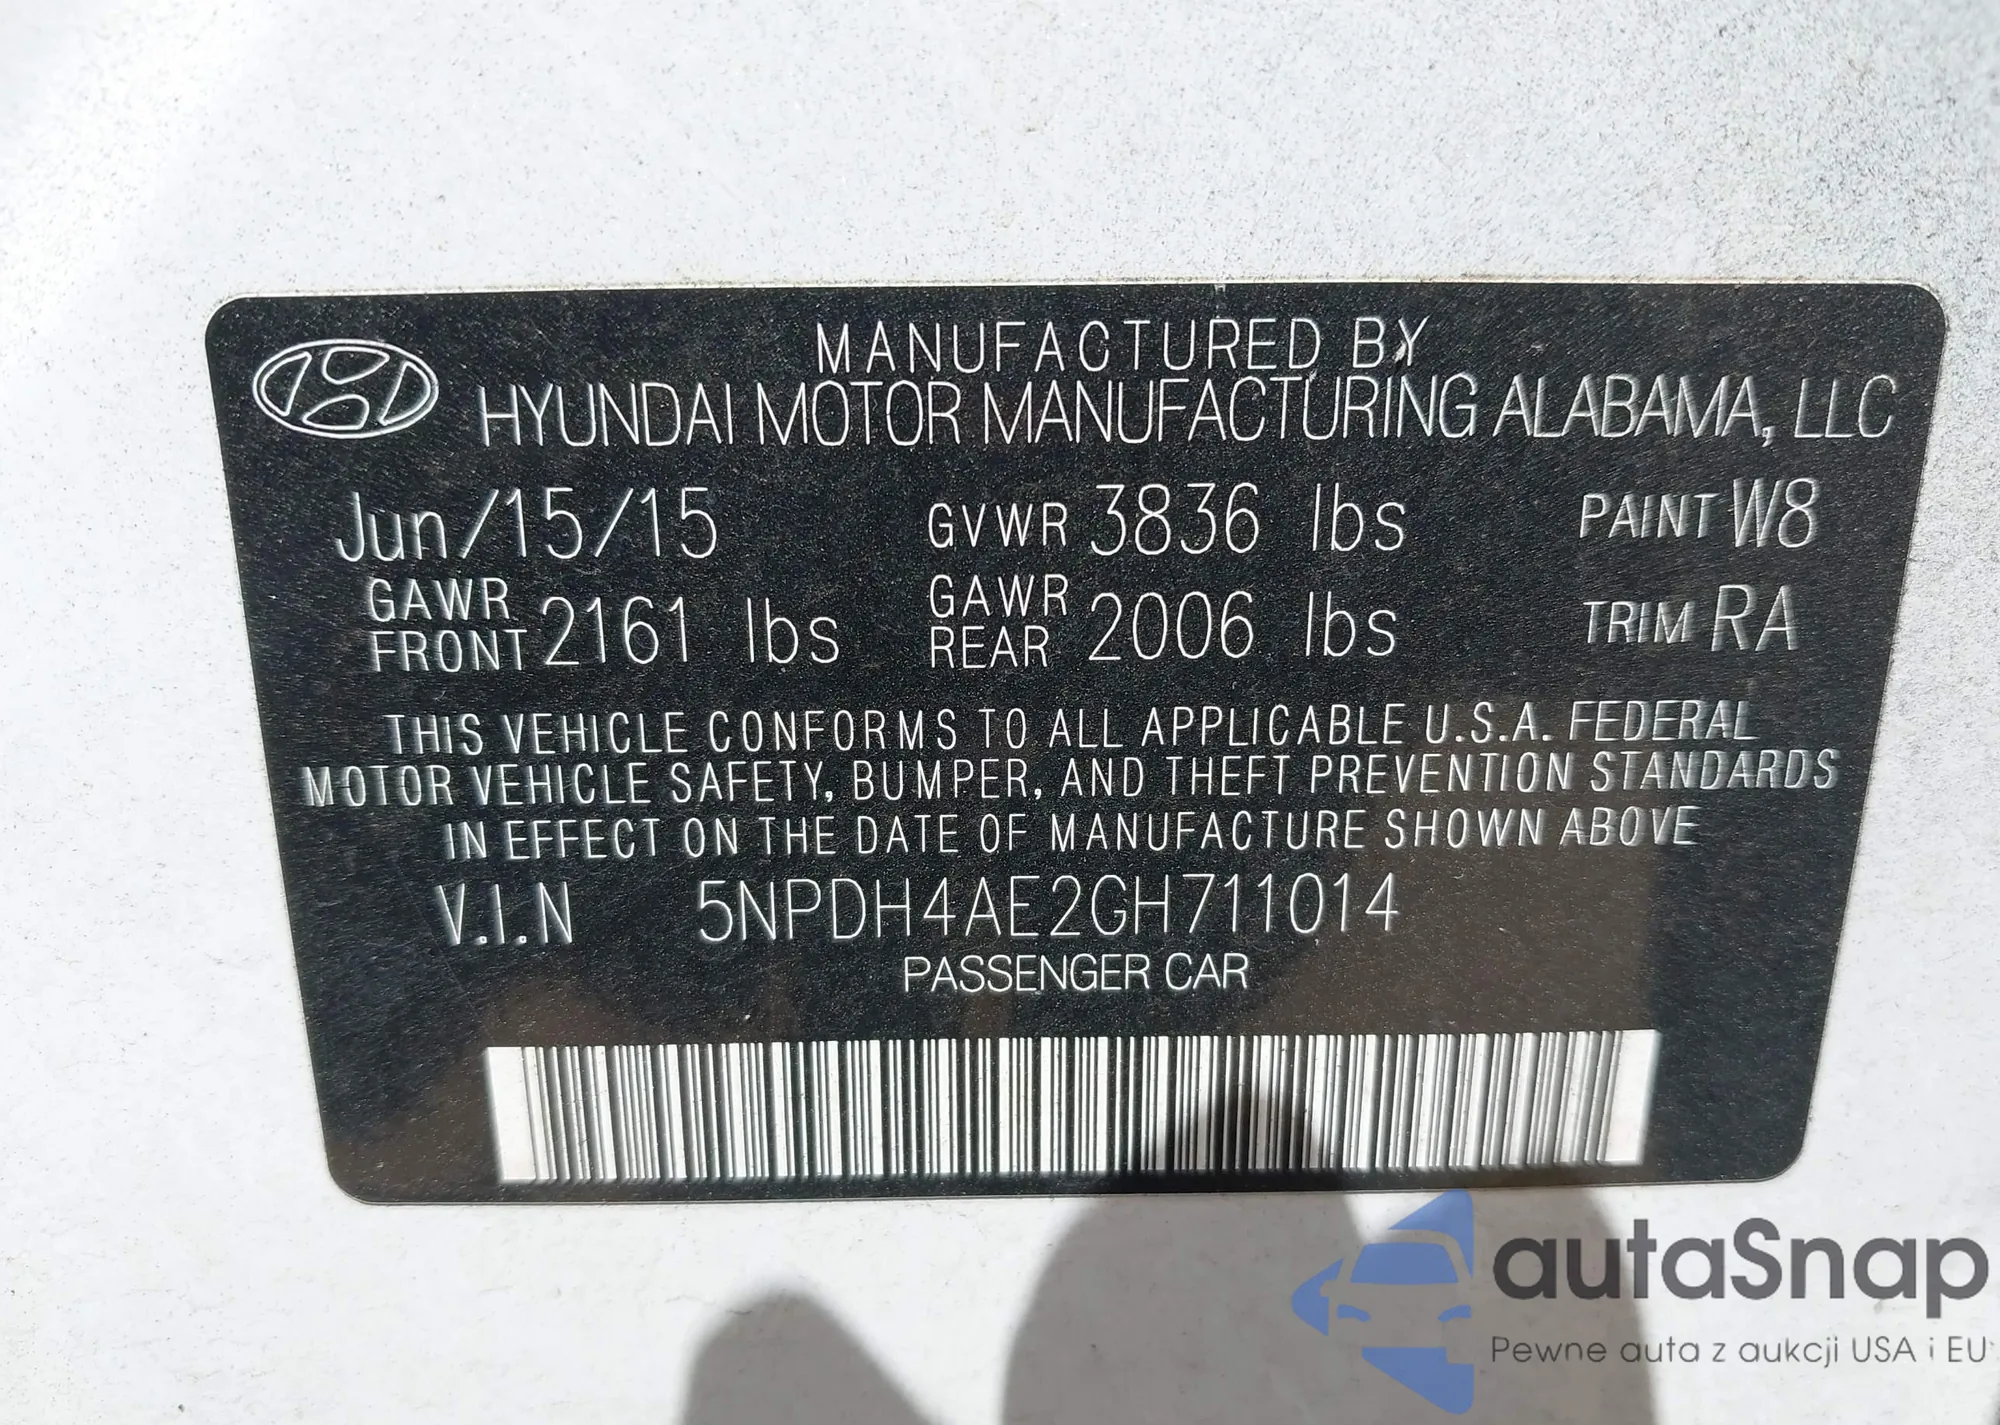 MANUFACTURED BY
HYUNDAI MOTOR MANUFACTURING ALABAMA, LLC
Jun/15/15 GVWR 3836 lbs PAINT W8
GAWR FRONT 2161 lbs GAWR REAR 2006 lbs TRIM RA
THIS VEHICLE CONFORMS TO ALL APPLICABLE U.S.A. FEDERAL
MOTOR VEHICLE SAFETY, BUMPER, AND THEFT PREVENTION STANDARDS
IN EFFECT ON THE DATE OF MANUFACTURE SHOWN ABOVE
V.I.N 5NPDH4AE2GH711014
PASSENGER CAR
autaSnap
Pewne auta z aukcji USA i EU